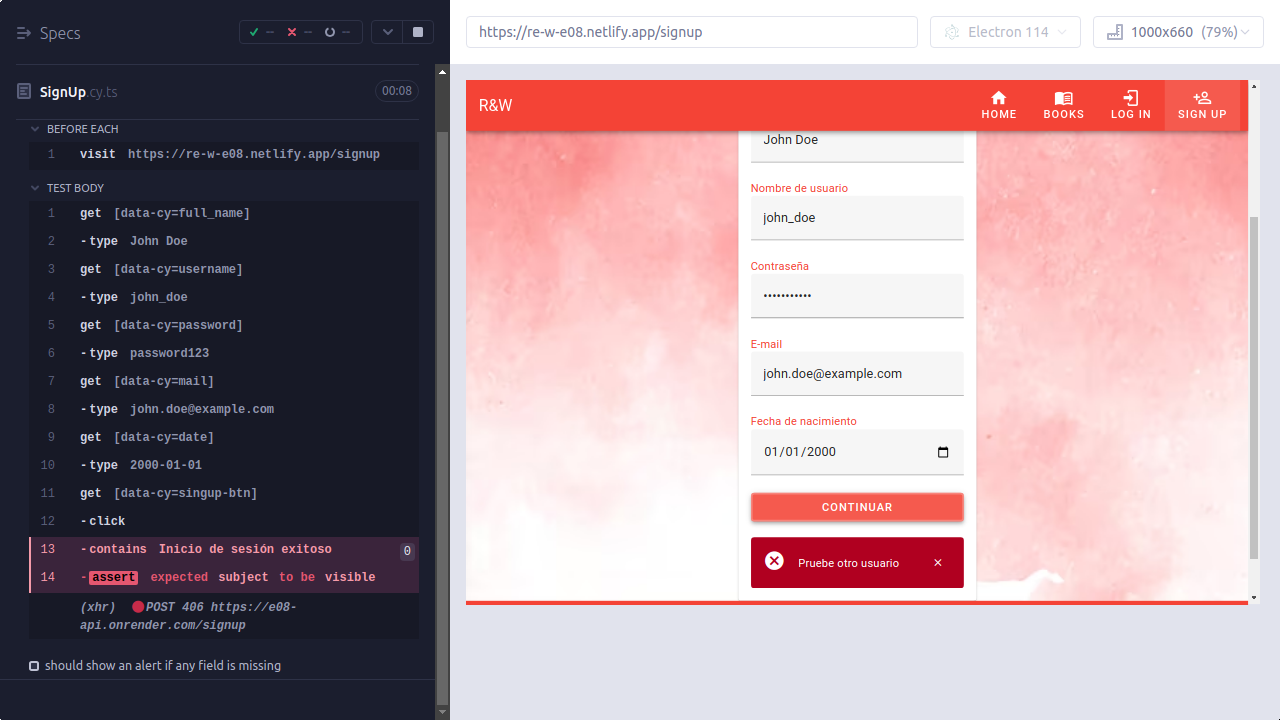 Specs
-- -- --
SignUp.cy.ts 00:08
BEFORE EACH
1 visit https://re-w-e08.netlify.app/signup
TEST BODY
1 get [data-cy=full_name]
2 -type John Doe
3 get [data-cy=username]
4 -type john_doe
5 get [data-cy=password]
6 -type password123
7 get [data-cy=mail]
8 -type john.doe@example.com
9 get [data-cy=date]
10 -type 2000-01-01
11 get [data-cy=singup-btn]
12 -click
13 -contains Inicio de sesión exitoso 0
14 -assert expected subject to be visible
(xhr) POST 406 https://e08-
api.onrender.com/signup
should show an alert if any field is missing
https://re-w-e08.netlify.app/signup
Electron 114
1000x660 (79%)
R&W
HOME
BOOKS
LOG IN
SIGN UP
John Doe
Nombre de usuario
john_doe
Contraseña
•••••••••••
E-mail
john.doe@example.com
Fecha de nacimiento
01/01/2000
CONTINUAR
Pruebe otro usuario ×